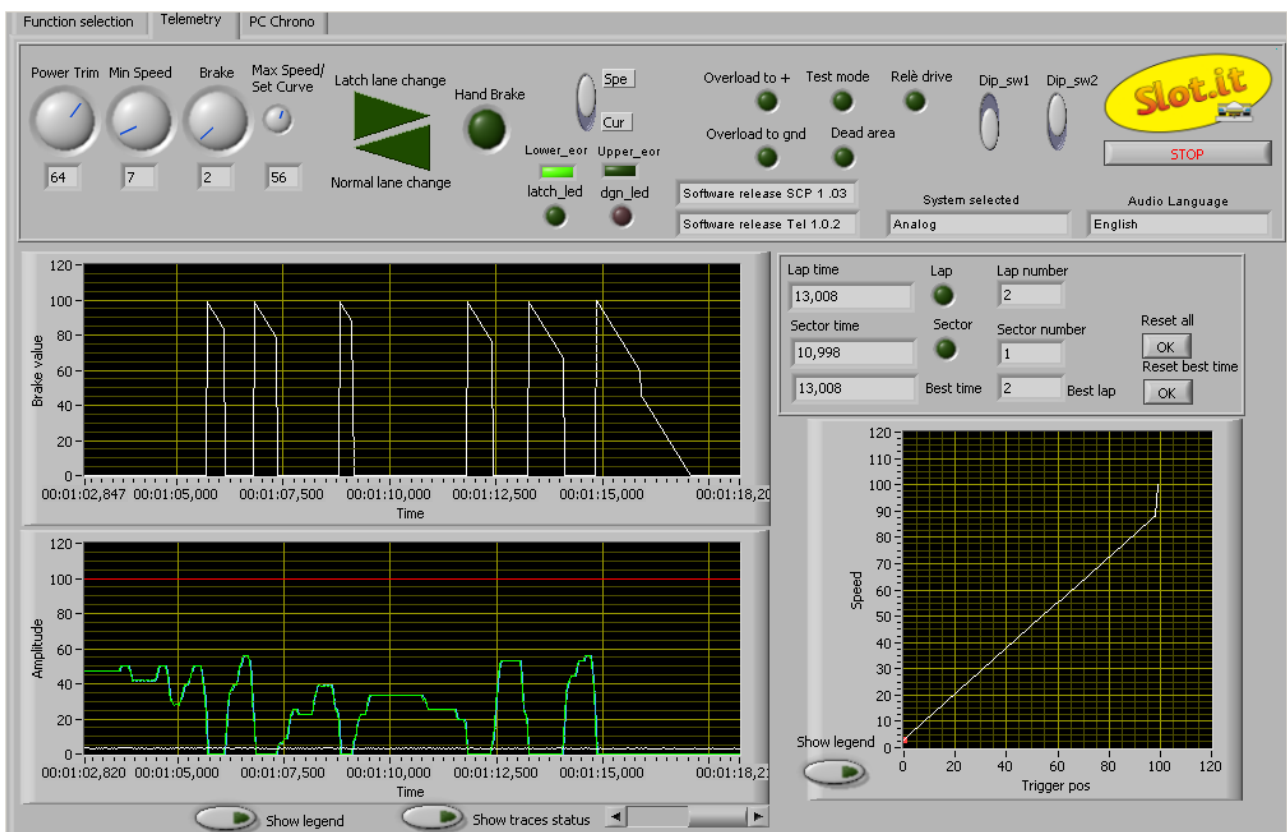 Function selection
Telemetry
PC Chrono
Power Trim
Min Speed
Brake
Max Speed/
Set Curve
64
7
2
56
Latch lane change
Normal lane change
Hand Brake
Spe
Cur
Lower_eor
Upper_eor
latch_led
dgn_led
Overload to +
Test mode
Relè drive
Overload to gnd
Dead area
Dip_sw1
Dip_sw2
Slot.it
STOP
Software release SCP 1 .03
Software release Tel 1.0.2
System selected
Analog
Audio Language
English
120
100
80
60
40
20
0
Brake value
00:01:02,847
00:01:05,000
00:01:07,500
00:01:10,000
00:01:12,500
00:01:15,000
00:01:18,20
Time
Lap time
13,008
Lap
Lap number
2
Sector time
10,998
Sector
Sector number
1
13,008
Best time
2
Best lap
Reset all
OK
Reset best time
OK
120
100
80
60
40
20
0
Amplitude
00:01:02,820
00:01:05,000
00:01:07,500
00:01:10,000
00:01:12,500
00:01:15,000
00:01:18,21
Time
Show legend
Show traces status
120
110
100
90
80
70
60
50
40
30
20
10
0
Speed
0
20
40
60
80
100
120
Trigger pos
Show legend